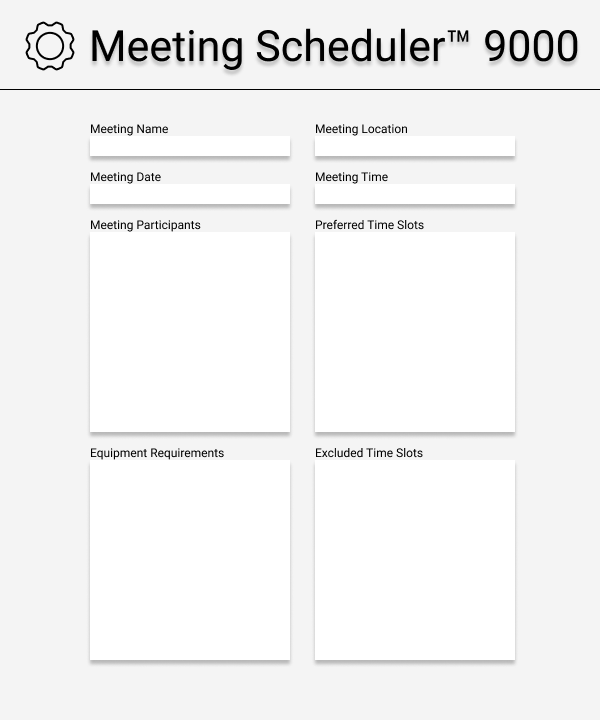 Meeting Scheduler™ 9000
Meeting Name
Meeting Location
Meeting Date
Meeting Time
Meeting Participants
Preferred Time Slots
Equipment Requirements
Excluded Time Slots